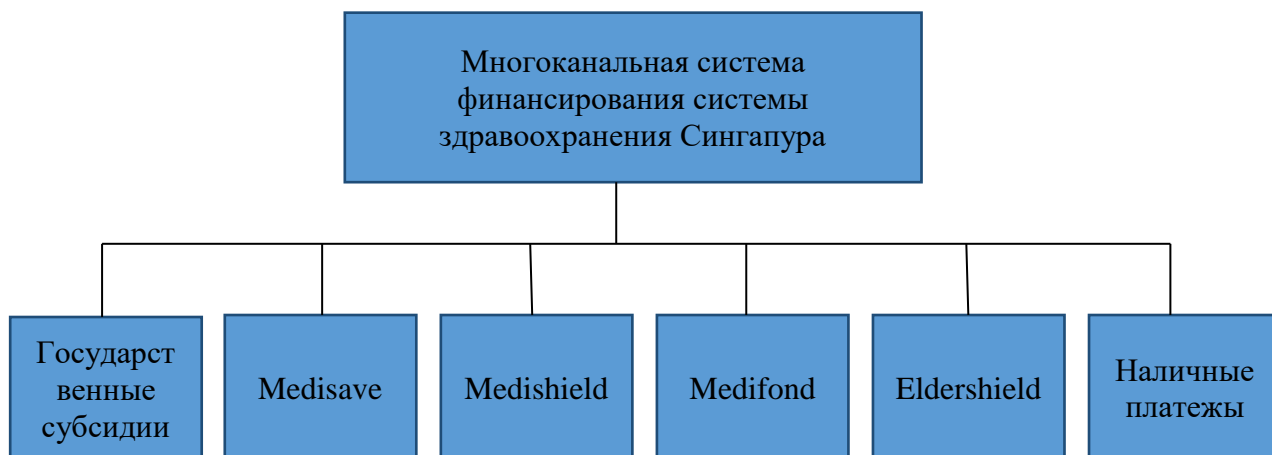 Многоканальная система
финансирования системы
здравоохранения Сингапура
Государст
венные
субсидии
Medisave
Medishield
Medifond
Eldershield
Наличные
платежы